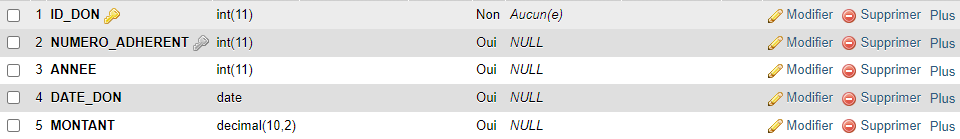 1 ID_DON int(11) Non Aucun(e) Modifier Supprimer Plus
2 NUMERO_ADHERENT int(11) Oui NULL Modifier Supprimer Plus
3 ANNEE int(11) Oui NULL Modifier Supprimer Plus
4 DATE_DON date Oui NULL Modifier Supprimer Plus
5 MONTANT decimal(10,2) Oui NULL Modifier Supprimer Plus